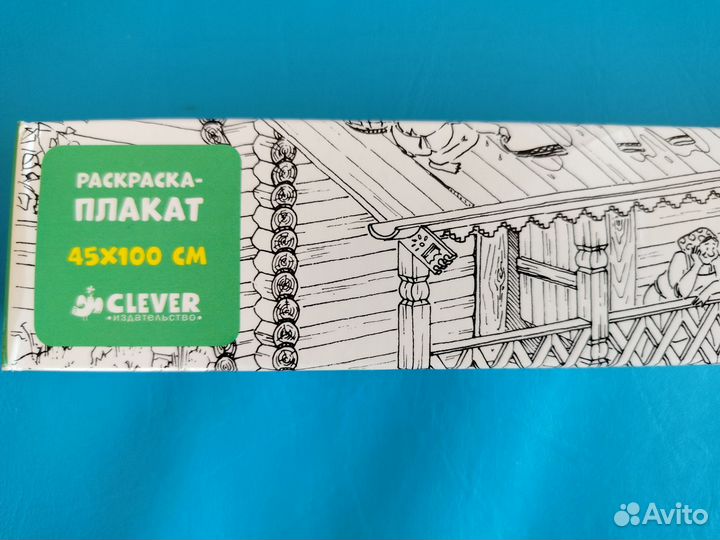 РАСКРАСКА-
ПЛАКАТ
45Х100 СМ
CLEVER
•ИЗДАТЕЛЬСТВО•
Avito